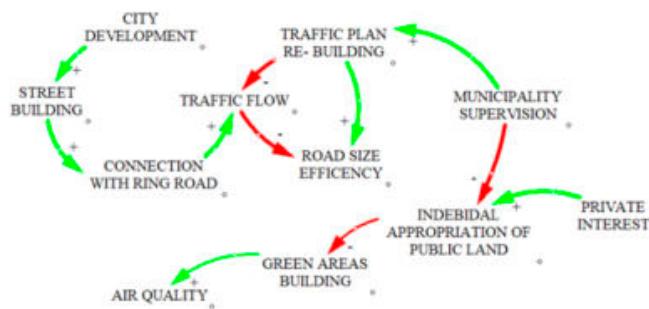 CITY
DEVELOPMENT
TRAFFIC PLAN
RE- BUILDING
STREET
BUILDING
TRAFFIC FLOW
MUNICIPALITY
SUPERVISION
CONNECTION
WITH RING ROAD
ROAD SIZE
EFFICENCY
INDEBIDAL
APPROPRIATION OF
PUBLIC LAND
PRIVATE
INTEREST
GREEN AREAS
BUILDING
AIR QUALITY